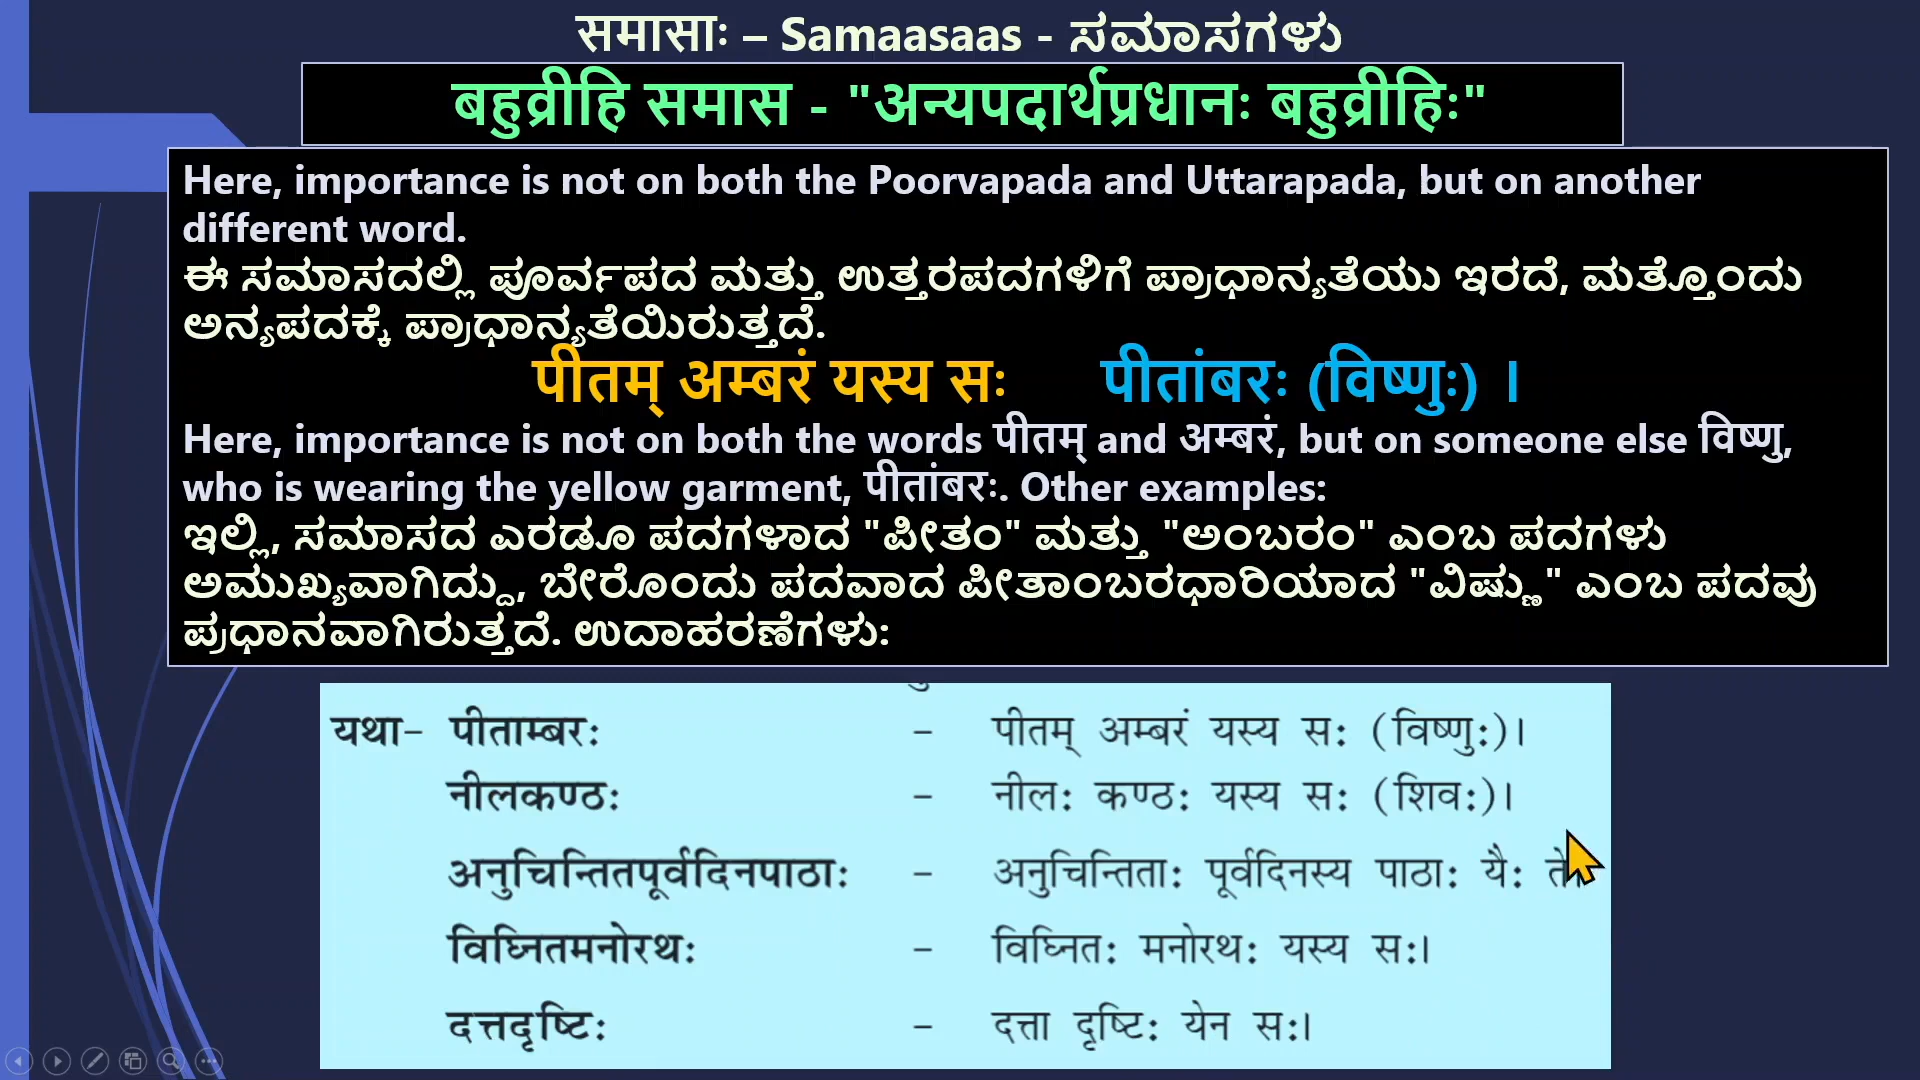 समासाः – Samaasaas - ಸಮಾಸಗಳು
बहुव्रीहि समास - "अन्यपदार्थप्रधानः बहुव्रीहिः"
Here, importance is not on both the Poorvapada and Uttarapada, but on another
different word.
ಈ ಸಮಾಸದಲ್ಲಿ ಪೂರ್ವಪದ ಮತ್ತು ಉತ್ತರಪದಗಳಿಗೆ ಪ್ರಾಧಾನ್ಯತೆಯು ಇರದೆ, ಮತ್ತೊಂದು
ಅನ್ಯಪದಕ್ಕೆ ಪ್ರಾಧಾನ್ಯತೆಯಿರುತ್ತದೆ.
पीतम् अम्बरं यस्य सः पीतांबरः (विष्णुः) ।
Here, importance is not on both the words पीतम् and अम्बरं, but on someone else विष्णु,
who is wearing the yellow garment, पीतांबरः. Other examples:
ಇಲ್ಲಿ, ಸಮಾಸದ ಎರಡೂ ಪದಗಳಾದ "ಪೀತಂ" ಮತ್ತು "ಅಂಬರಂ" ಎಂಬ ಪದಗಳು
ಅಮುಖ್ಯವಾಗಿದ್ದು, ಬೇರೊಂದು ಪದವಾದ ಪೀತಾಂಬರಧಾರಿಯಾದ "ವಿಷ್ಣು" ಎಂಬ ಪದವು
ಪ್ರಧಾನವಾಗಿರುತ್ತದೆ. ಉದಾಹರಣೆಗಳು:
यथा- पीताम्बरः – पीतम् अम्बरं यस्य सः (विष्णुः)।
नीलकण्ठः – नीलः कण्ठः यस्य सः (शिवः)।
अनुचिन्तितपूर्वदिनपाठाः – अनुचिन्तिताः पूर्वदिनस्य पाठाः यैः ते।
विघ्नितमनोरथः – विघ्नितः मनोरथः यस्य सः।
दत्तदृष्टिः – दत्ता दृष्टिः येन सः।